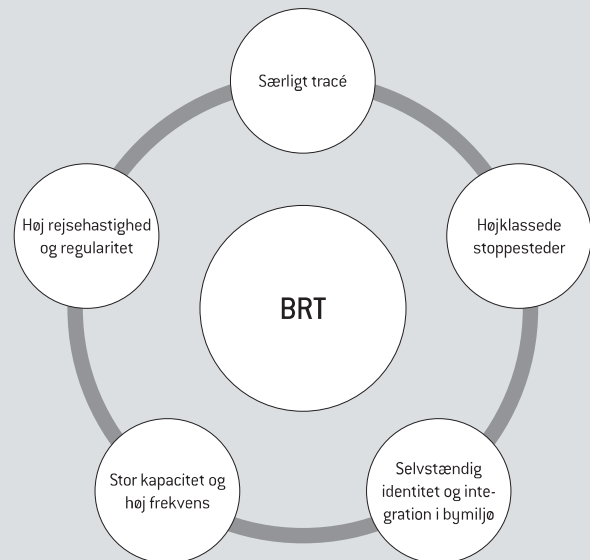 Særligt tracé
Høj rejsehastighed
og regularitet
Højklassede
stoppesteder
BRT
Stor kapacitet og
høj frekvens
Selvstændig
identitet og inte-
gration i bymiljø